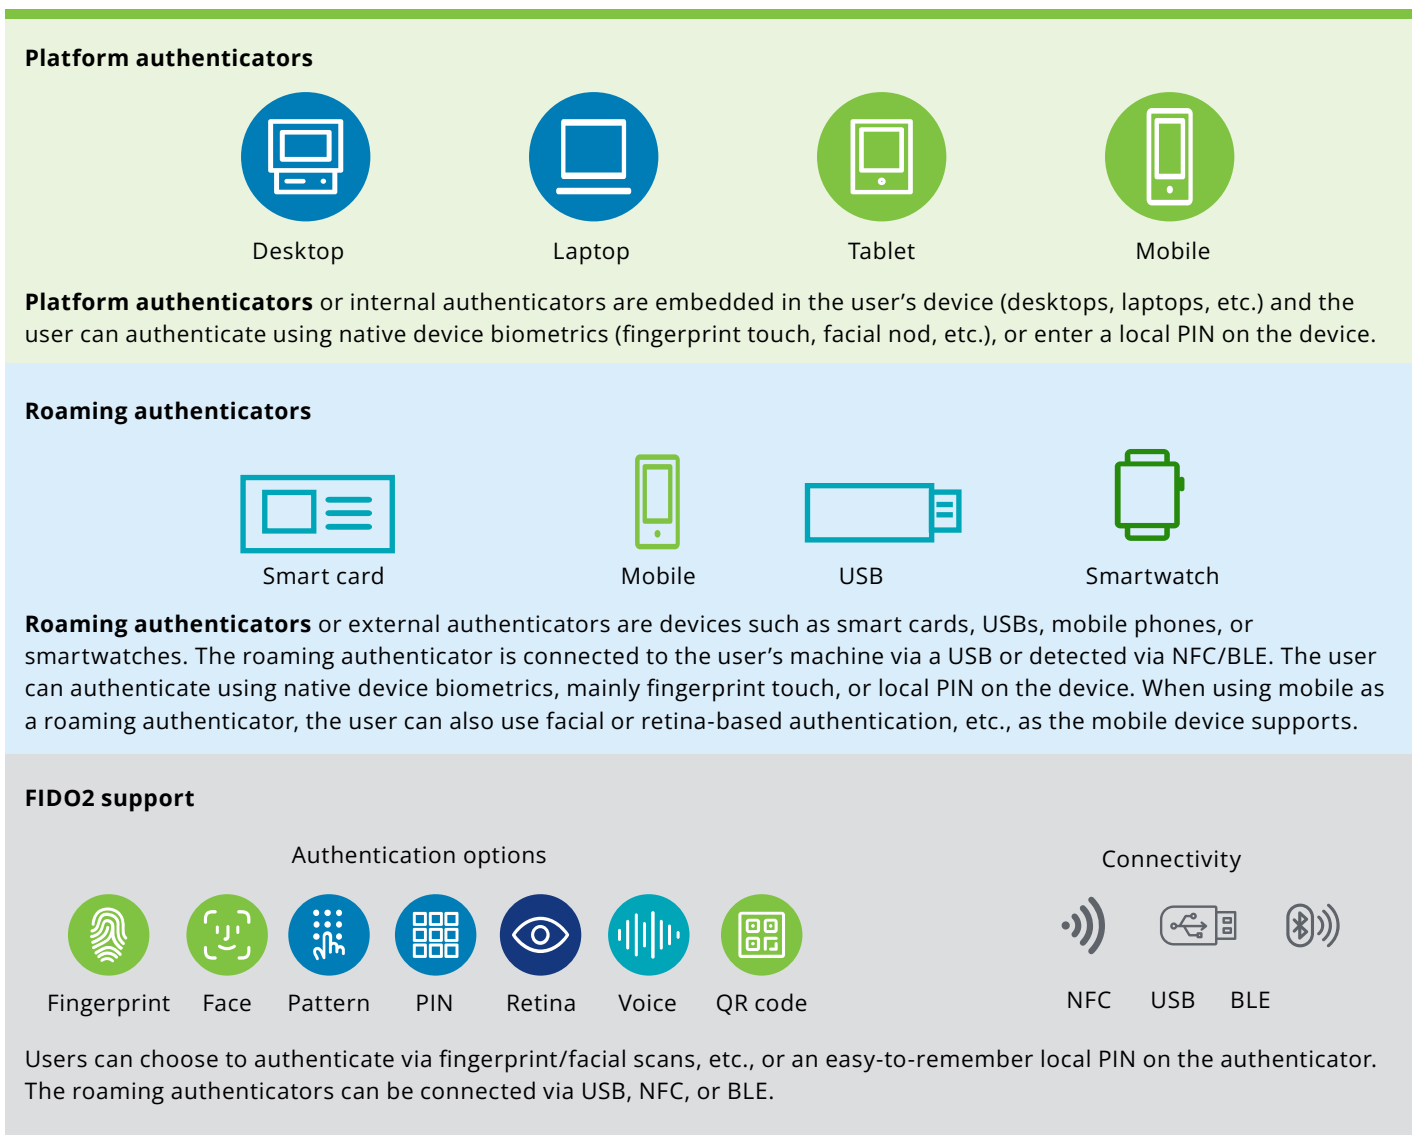 Platform authenticators
Desktop Laptop Tablet Mobile
Platform authenticators or internal authenticators are embedded in the user’s device (desktops, laptops, etc.) and the
user can authenticate using native device biometrics (fingerprint touch, facial nod, etc.), or enter a local PIN on the device.
Roaming authenticators
Smart card Mobile USB Smartwatch
Roaming authenticators or external authenticators are devices such as smart cards, USBs, mobile phones, or
smartwatches. The roaming authenticator is connected to the user’s machine via a USB or detected via NFC/BLE. The user
can authenticate using native device biometrics, mainly fingerprint touch, or local PIN on the device. When using mobile as
a roaming authenticator, the user can also use facial or retina-based authentication, etc., as the mobile device supports.
FIDO2 support
Authentication options
Fingerprint Face Pattern PIN Retina Voice QR code
Connectivity
NFC USB BLE
Users can choose to authenticate via fingerprint/facial scans, etc., or an easy-to-remember local PIN on the authenticator.
The roaming authenticators can be connected via USB, NFC, or BLE.